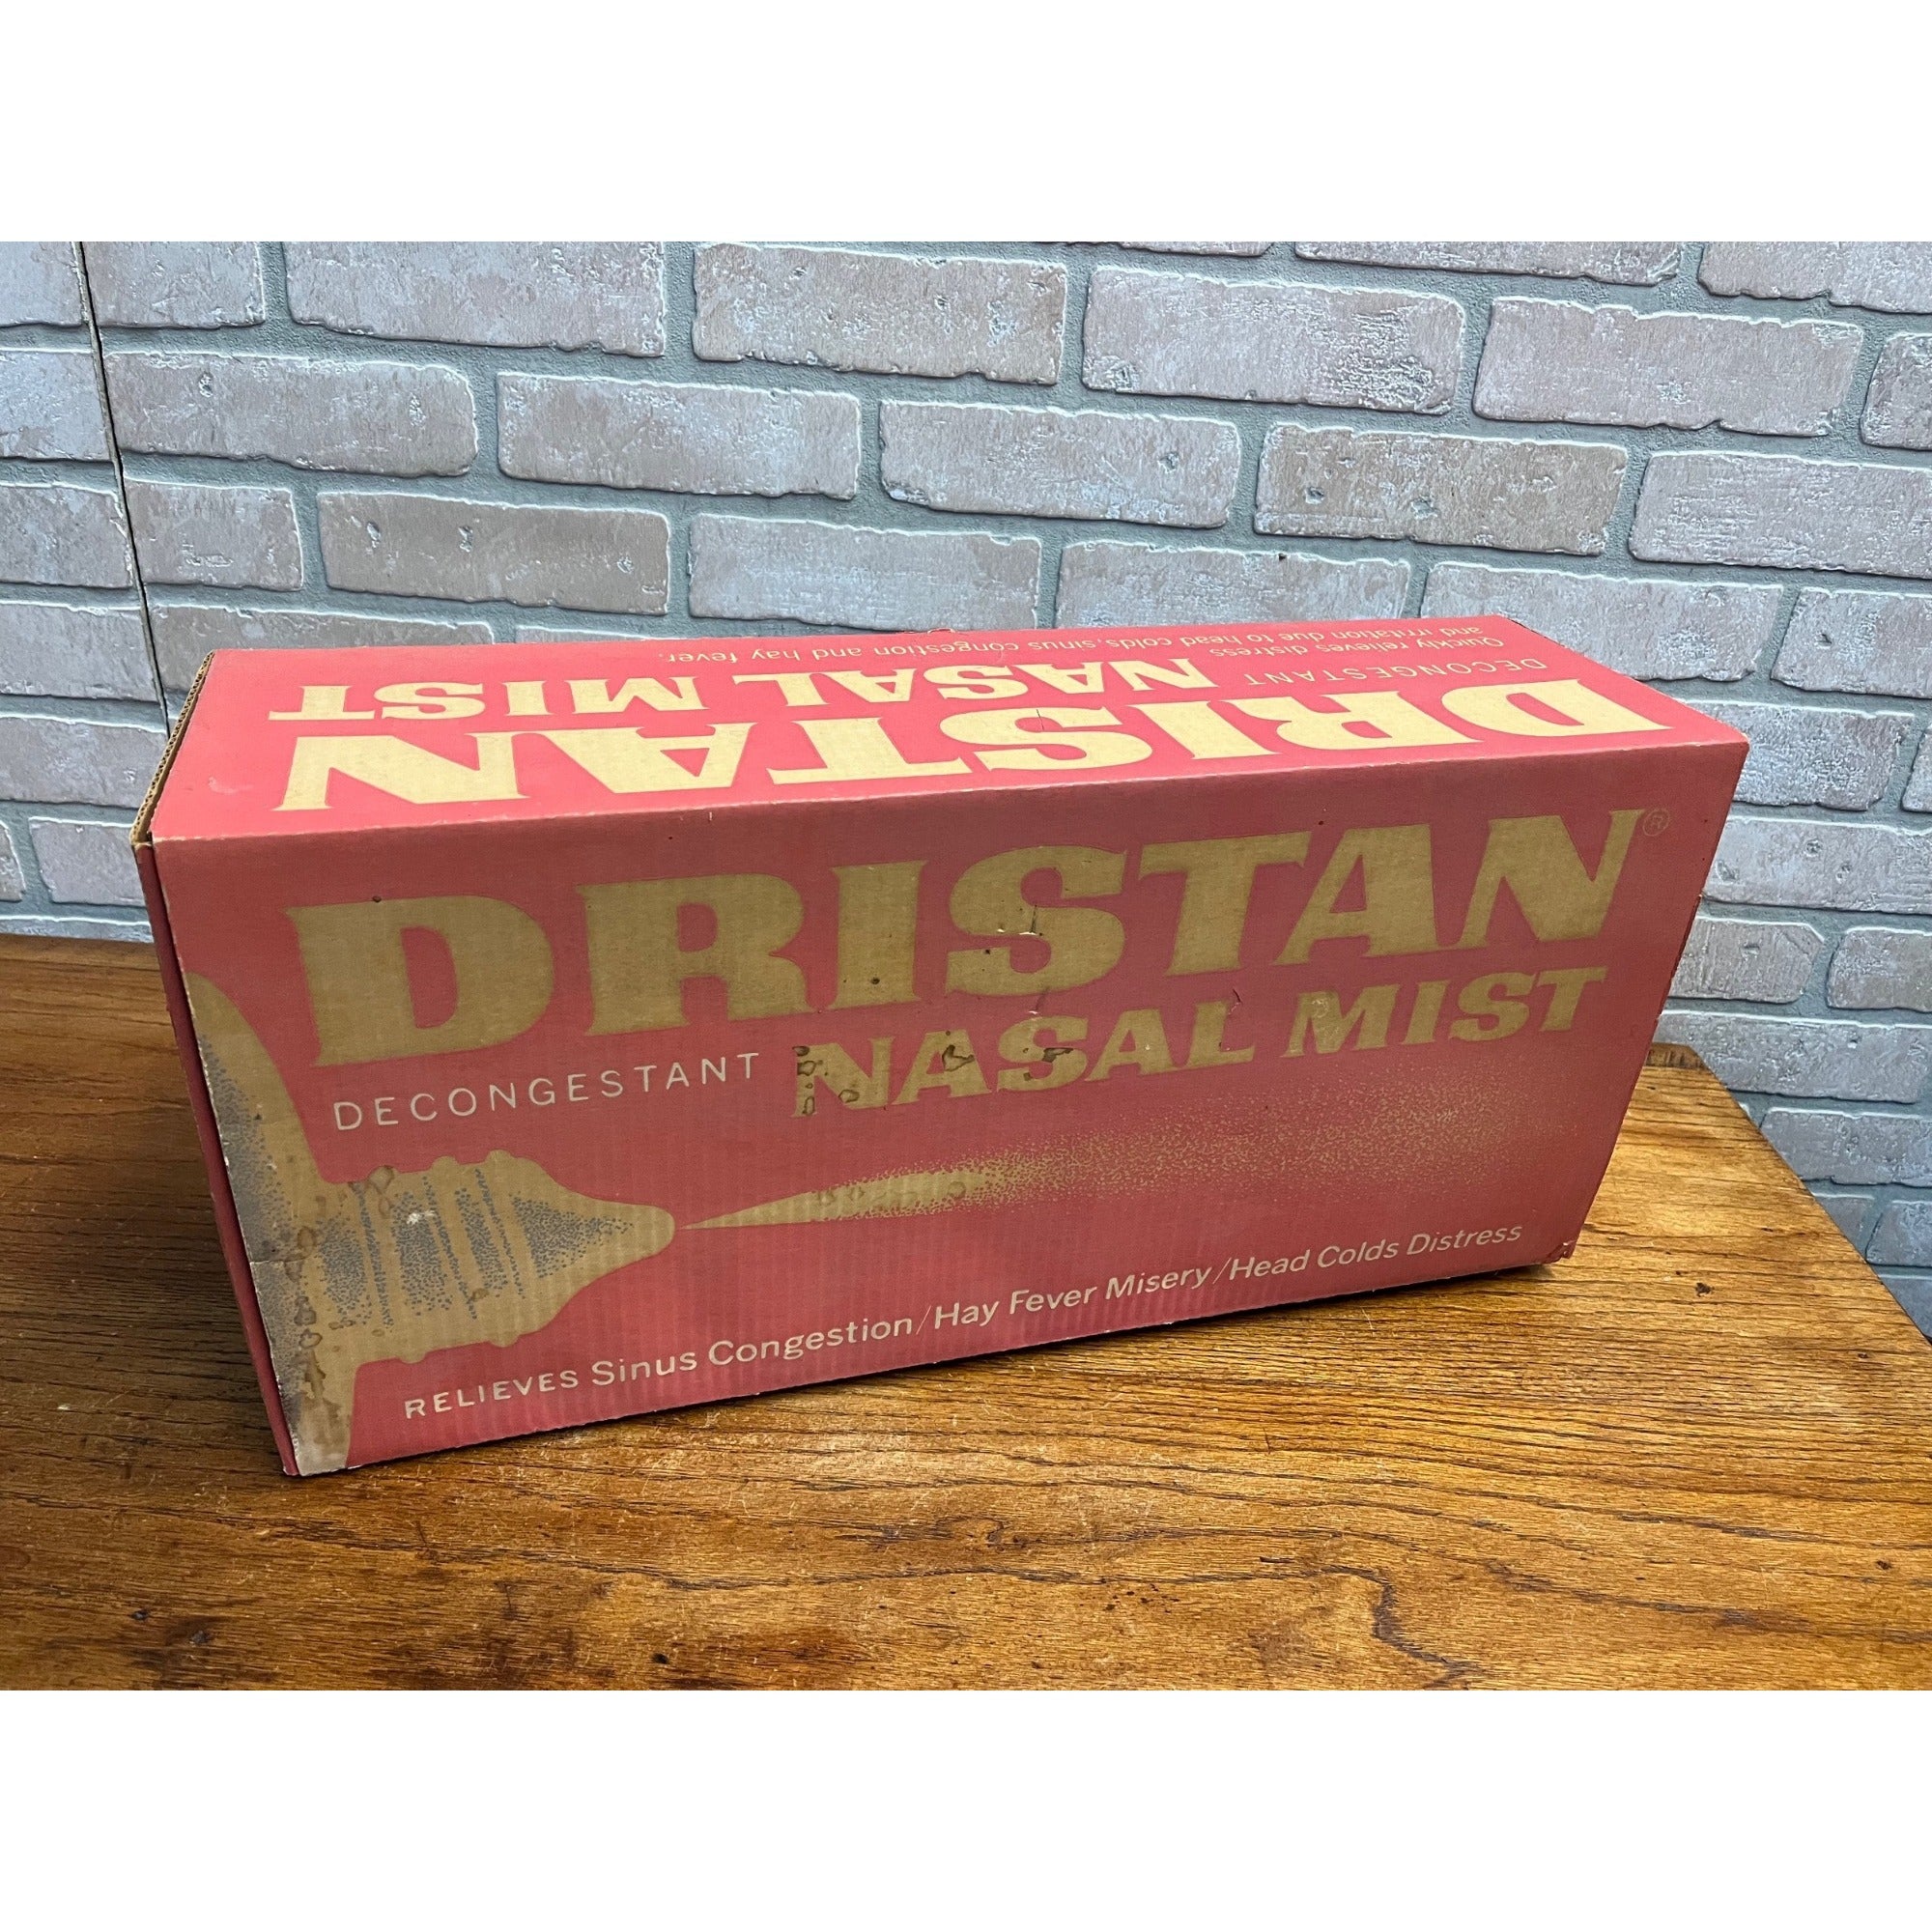 Quickly relieves distress
and irritation due to head colds, sinus congestion and hay fever.
DECONGESTANT NASAL MIST
DRISTAN
DRISTAN®
DECONGESTANT NASAL MIST
RELIEVES Sinus Congestion/Hay Fever Misery/Head Colds Distress